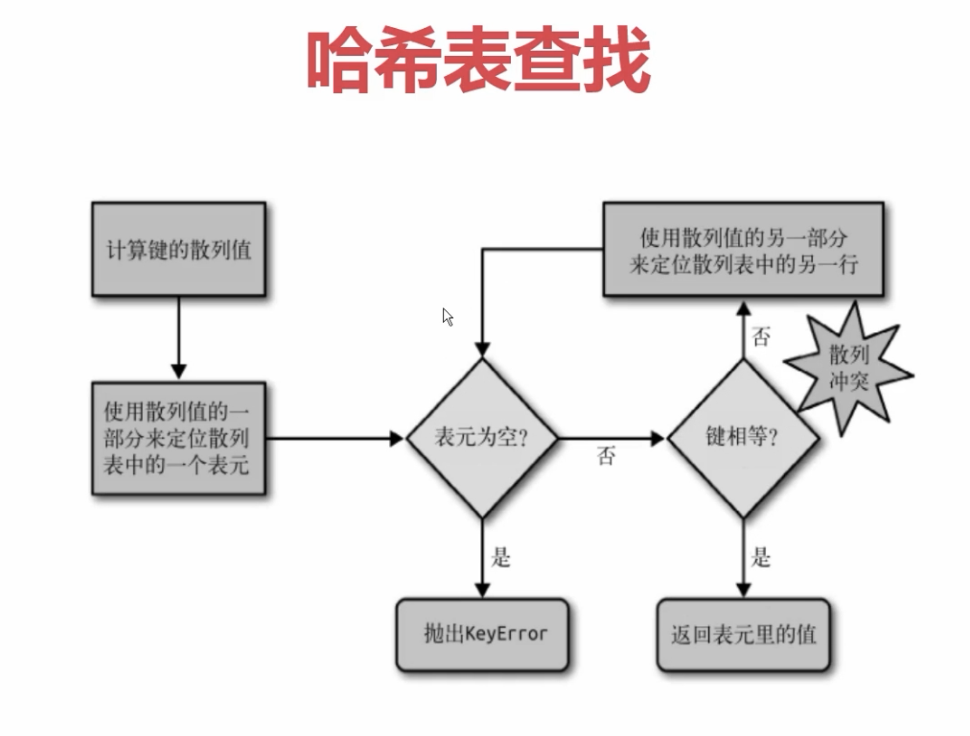 哈希表查找
计算键的散列值
使用散列值的一
部分来定位散列
表中的一个表元
表元为空?
是
抛出KeyError
否
键相等?
是
返回表元里的值
否
散列
冲突
使用散列值的另一部分
来定位散列表中的另一行